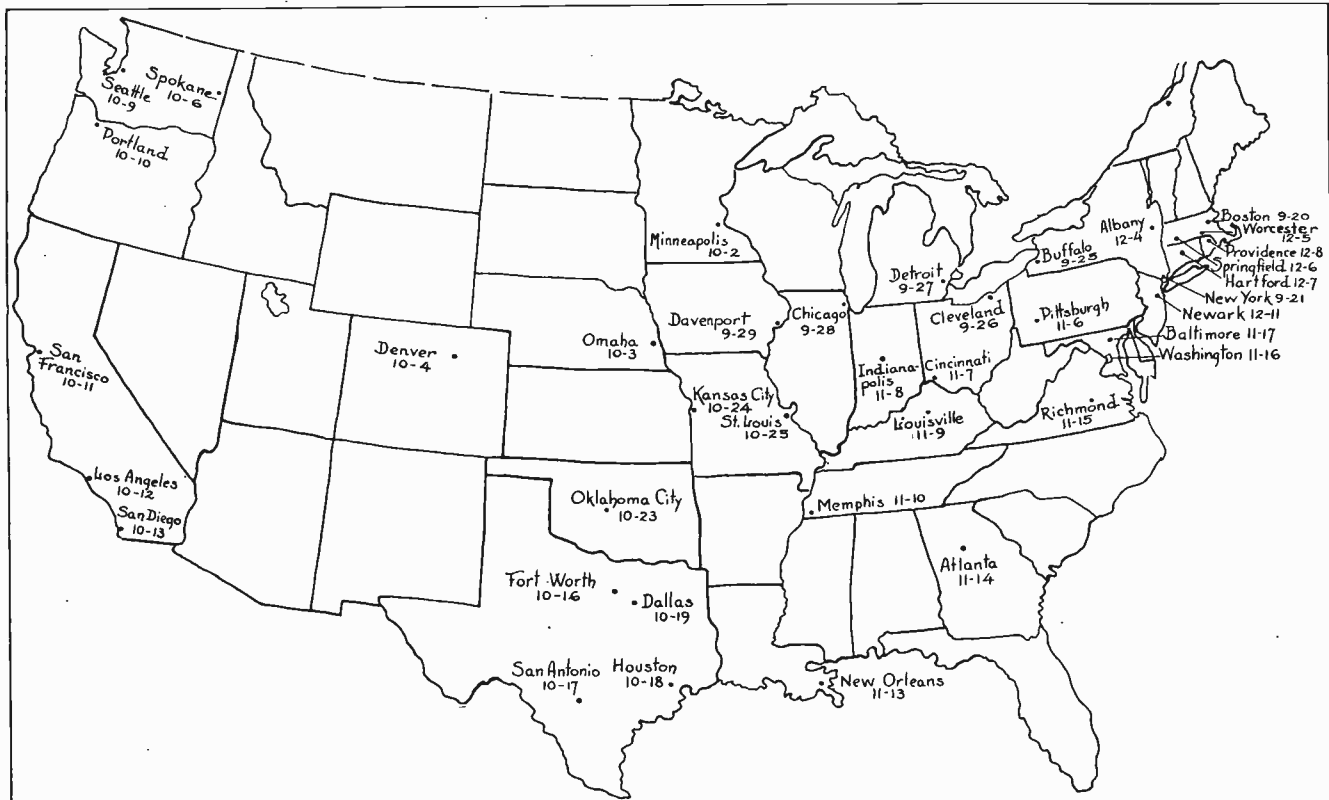 Spokane
10-6
Seattle
10-9
Portland
10-10
San
Francisco
10-11
Los Angeles
10-12
San Diego
10-13
Denver
10-4
Minneapolis
10-2
Omaha
10-3
Davenport
9-29
Chicago
9-28
Kansas City
10-24
St. Louis
10-25
Oklahoma City
10-23
Fort Worth
10-16
Dallas
10-19
San Antonio
10-17
Houston
10-18
New Orleans
11-13
Memphis 11-10
Atlanta
11-14
Indiana-
polis
11-8
Cincinnati
11-7
Louisville
11-9
Detroit
9-27
Cleveland
9-26
Pittsburgh
11-6
Richmond
11-15
Buffalo
9-25
Albany
12-4
Boston 9-20
Worcester
12-5
Providence 12-8
Springfield 12-6
Hartford 12-7
New York 9-21
Newark 12-11
Baltimore 11-17
Washington 11-16